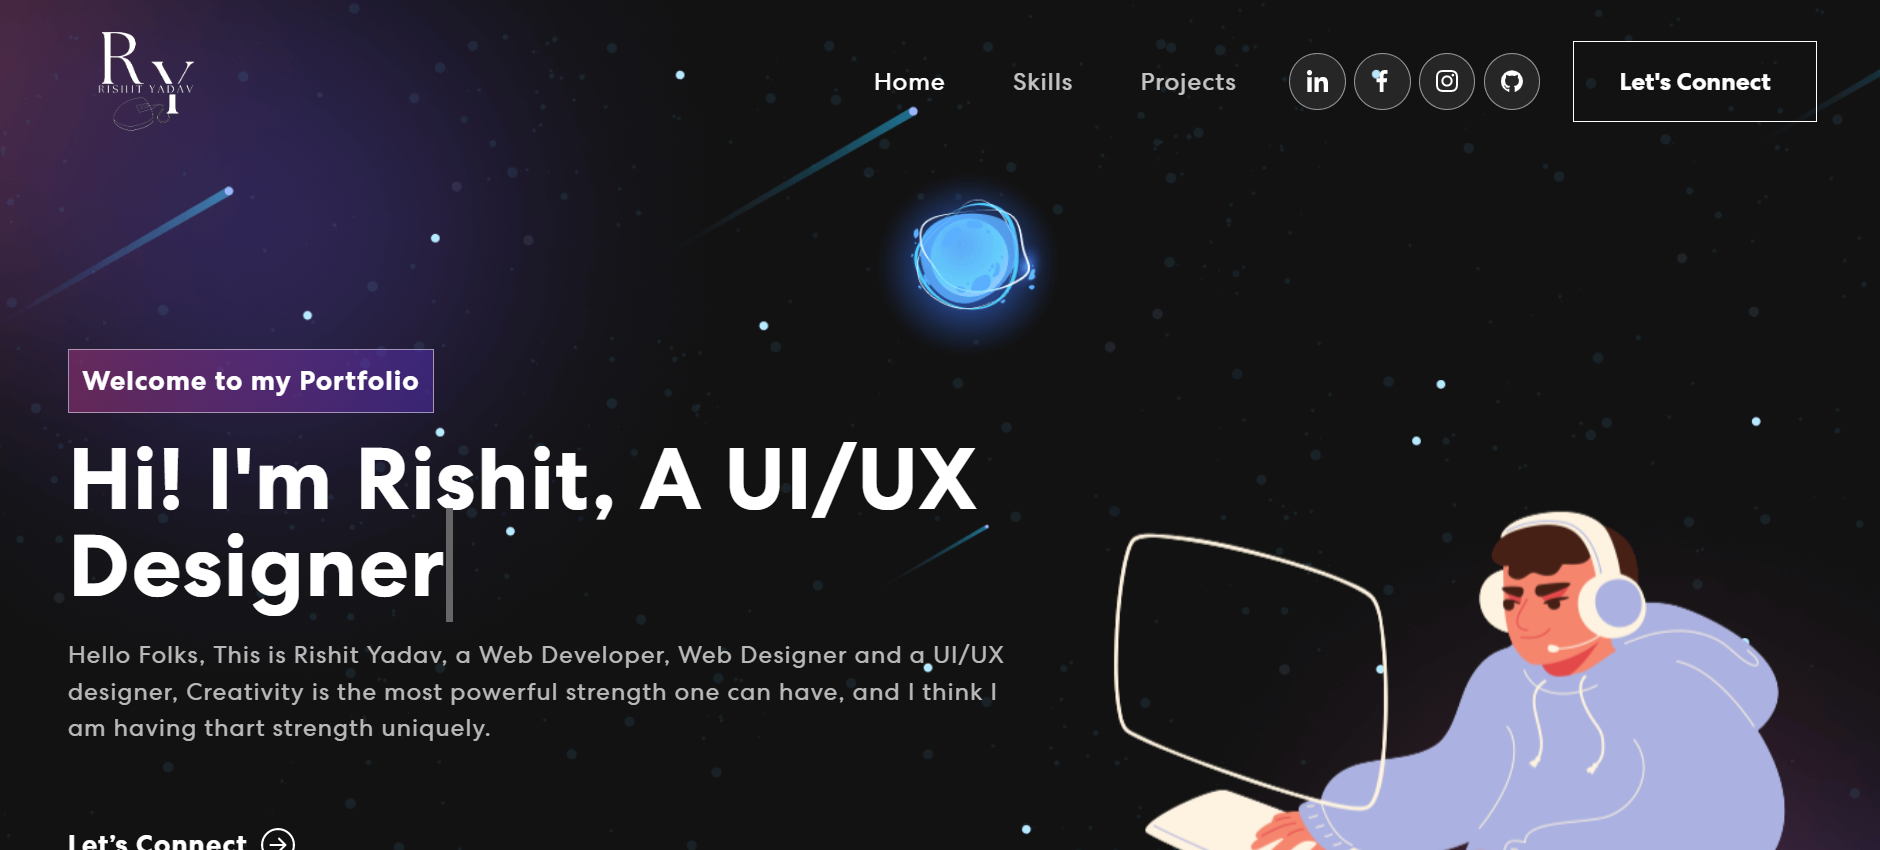 RY
RISHIT YADAV
Home
Skills
Projects
in
f
Let's Connect
Welcome to my Portfolio
Hi! I'm Rishit, A UI/UX
Designer
Hello Folks, This is Rishit Yadav, a Web Developer, Web Designer and a UI/UX
designer, Creativity is the most powerful strength one can have, and I think I
am having thart strength uniquely.
Let’s Connect